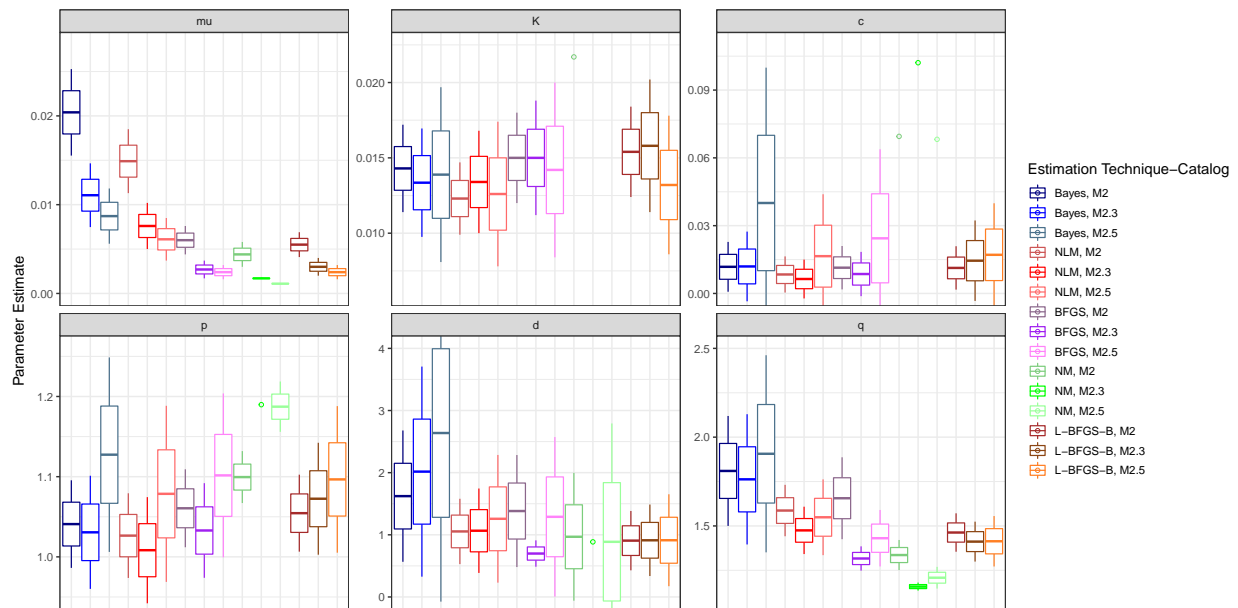 mu
K
c
0.02
0.01
0.00
0.020
0.015
0.010
0.09
0.06
0.03
0.00
Parameter Estimate
p
d
q
1.2
1.1
1.0
4
3
2
1
0
2.5
2.0
1.5
Estimation Technique−Catalog
Bayes, M2
Bayes, M2.3
Bayes, M2.5
NLM, M2
NLM, M2.3
NLM, M2.5
BFGS, M2
BFGS, M2.3
BFGS, M2.5
NM, M2
NM, M2.3
NM, M2.5
L−BFGS−B, M2
L−BFGS−B, M2.3
L−BFGS−B, M2.5